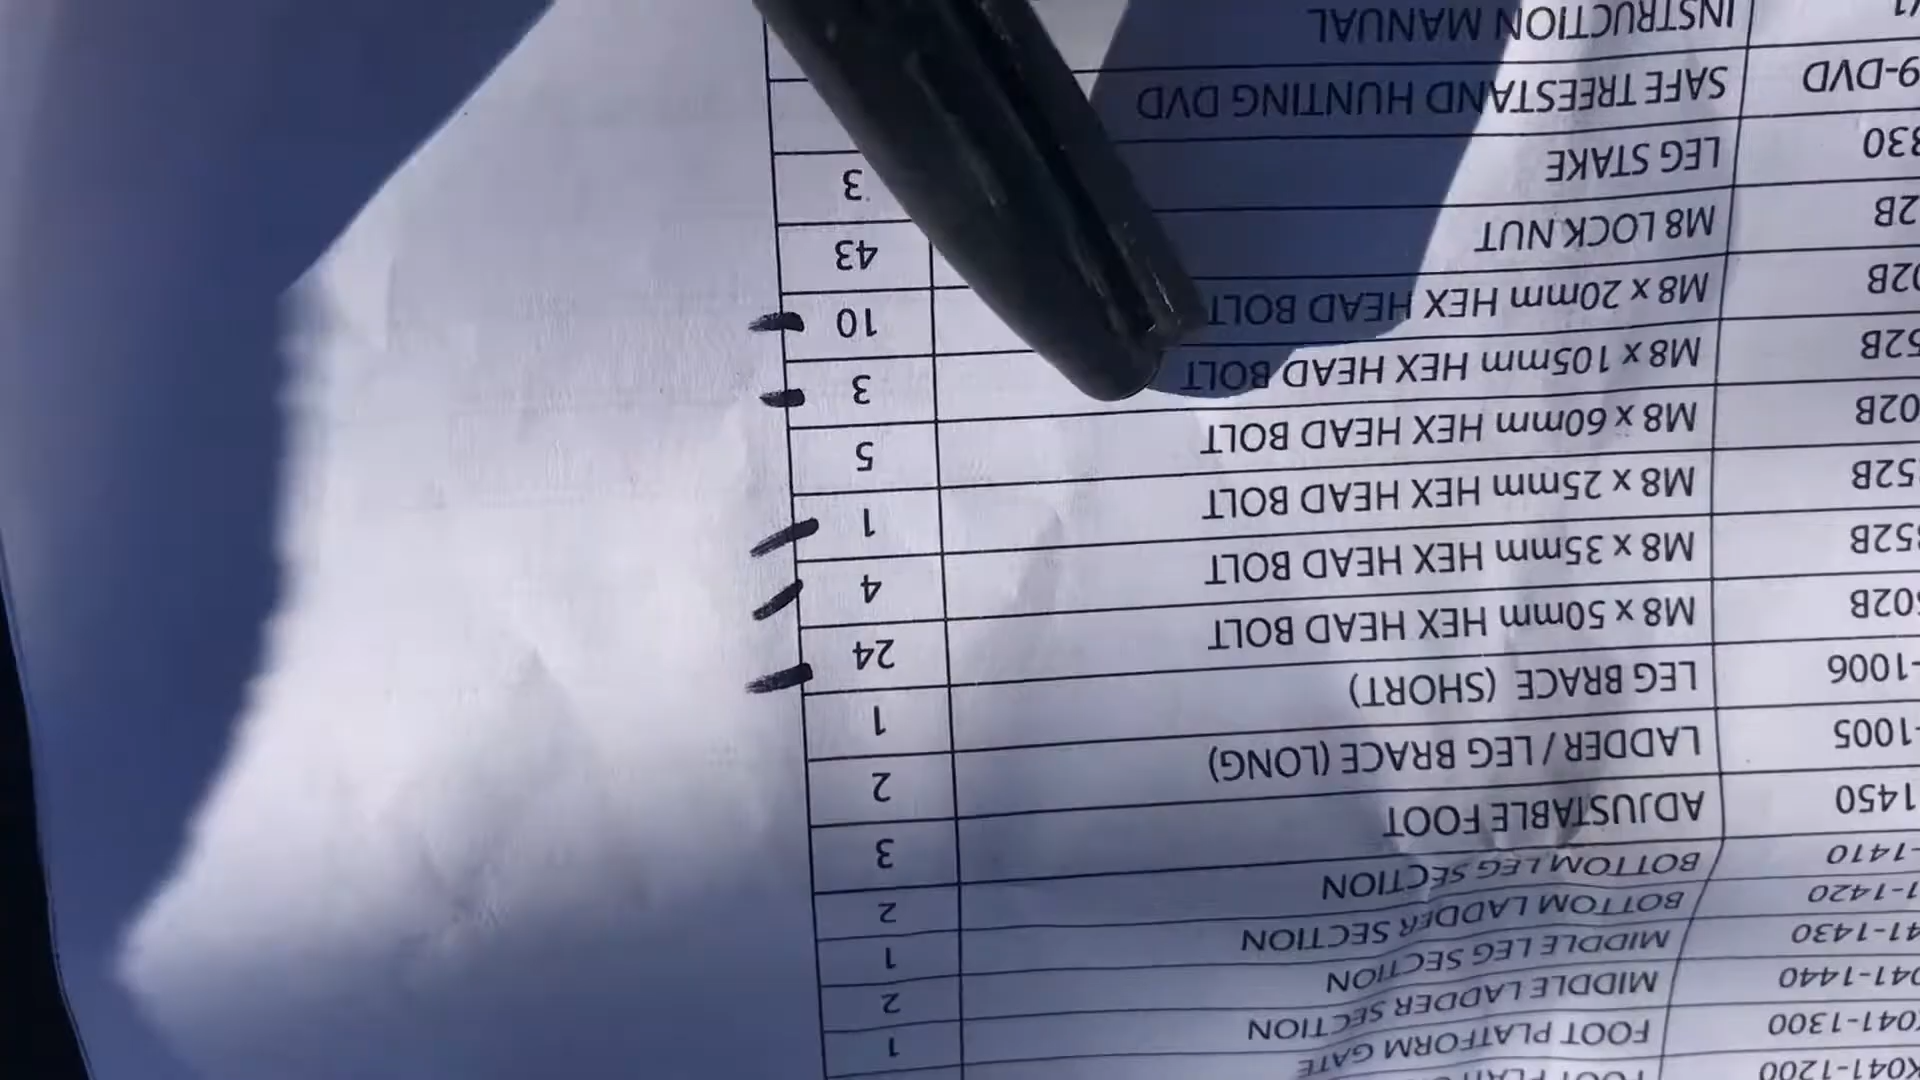 K041-1200 FOOT
041-1300 FOOT PLATFORM GATE
041-1440 MIDDLE LADDER SECTION 1
41-1430 MIDDLE LEG SECTION 2
1-1420 BOTTOM LADDER SECTION 1
-1410 BOTTOM LEG SECTION 2
1450 ADJUSTABLE FOOT 3
-1005 LADDER / LEG BRACE (LONG) 2
-1006 LEG BRACE (SHORT) 1
02B M8 x 50mm HEX HEAD BOLT 24
52B M8 x 35mm HEX HEAD BOLT 4
52B M8 x 25mm HEX HEAD BOLT 1
02B M8 x 60mm HEX HEAD BOLT 5
52B M8 x 105mm HEX HEAD BOLT 3
02B M8 x 20mm HEX HEAD BOLT 10
2B M8 LOCK NUT 43
330 LEG STAKE 3
9-DVD SAFE TREESTAND HUNTING DVD
INSTRUCTION MANUAL